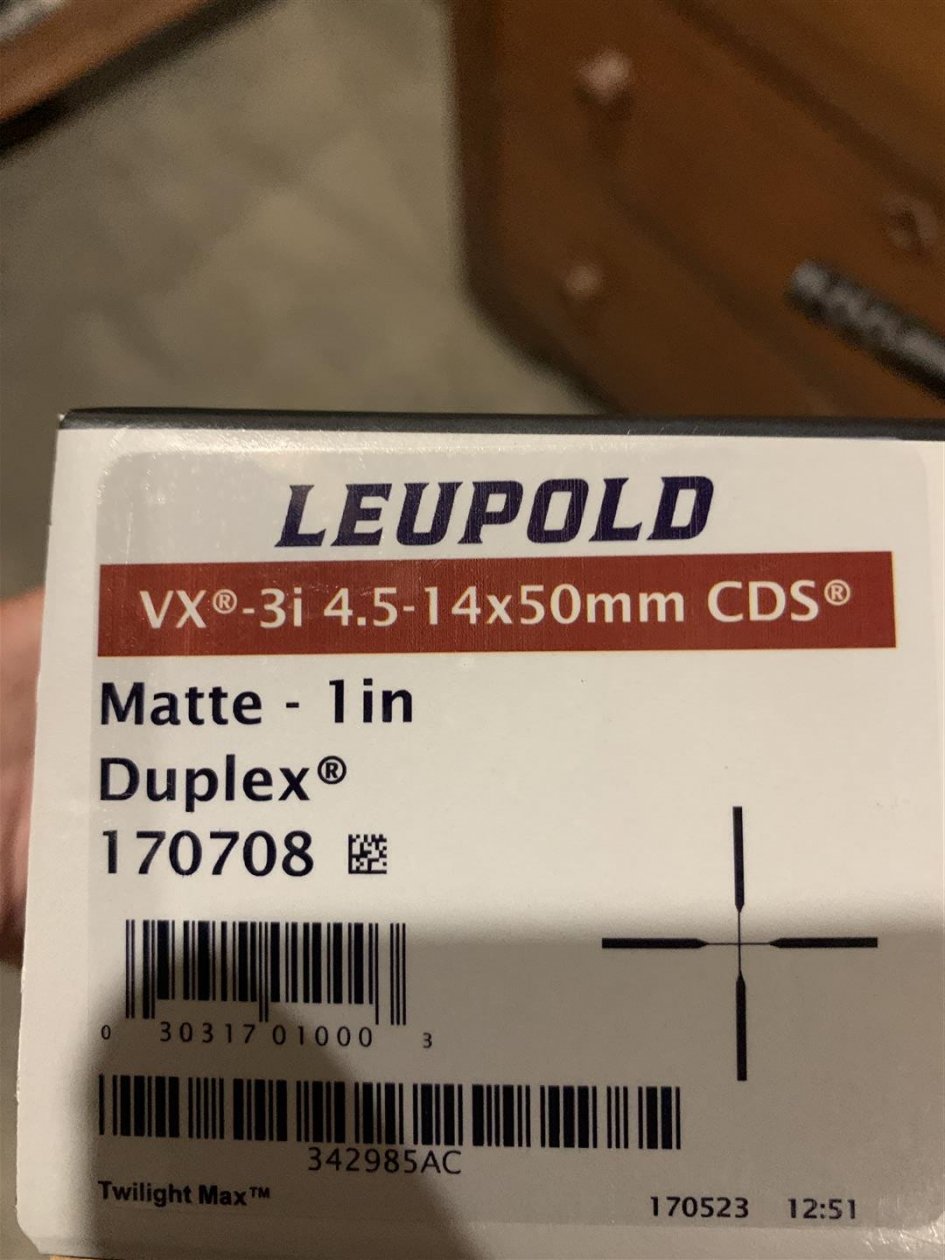 LEUPOLD
VX®-3i 4.5-14x50mm CDS®
Matte - 1in
Duplex®
170708
0 30317 01000 3
342985AC
Twilight Max™
170523 12:51